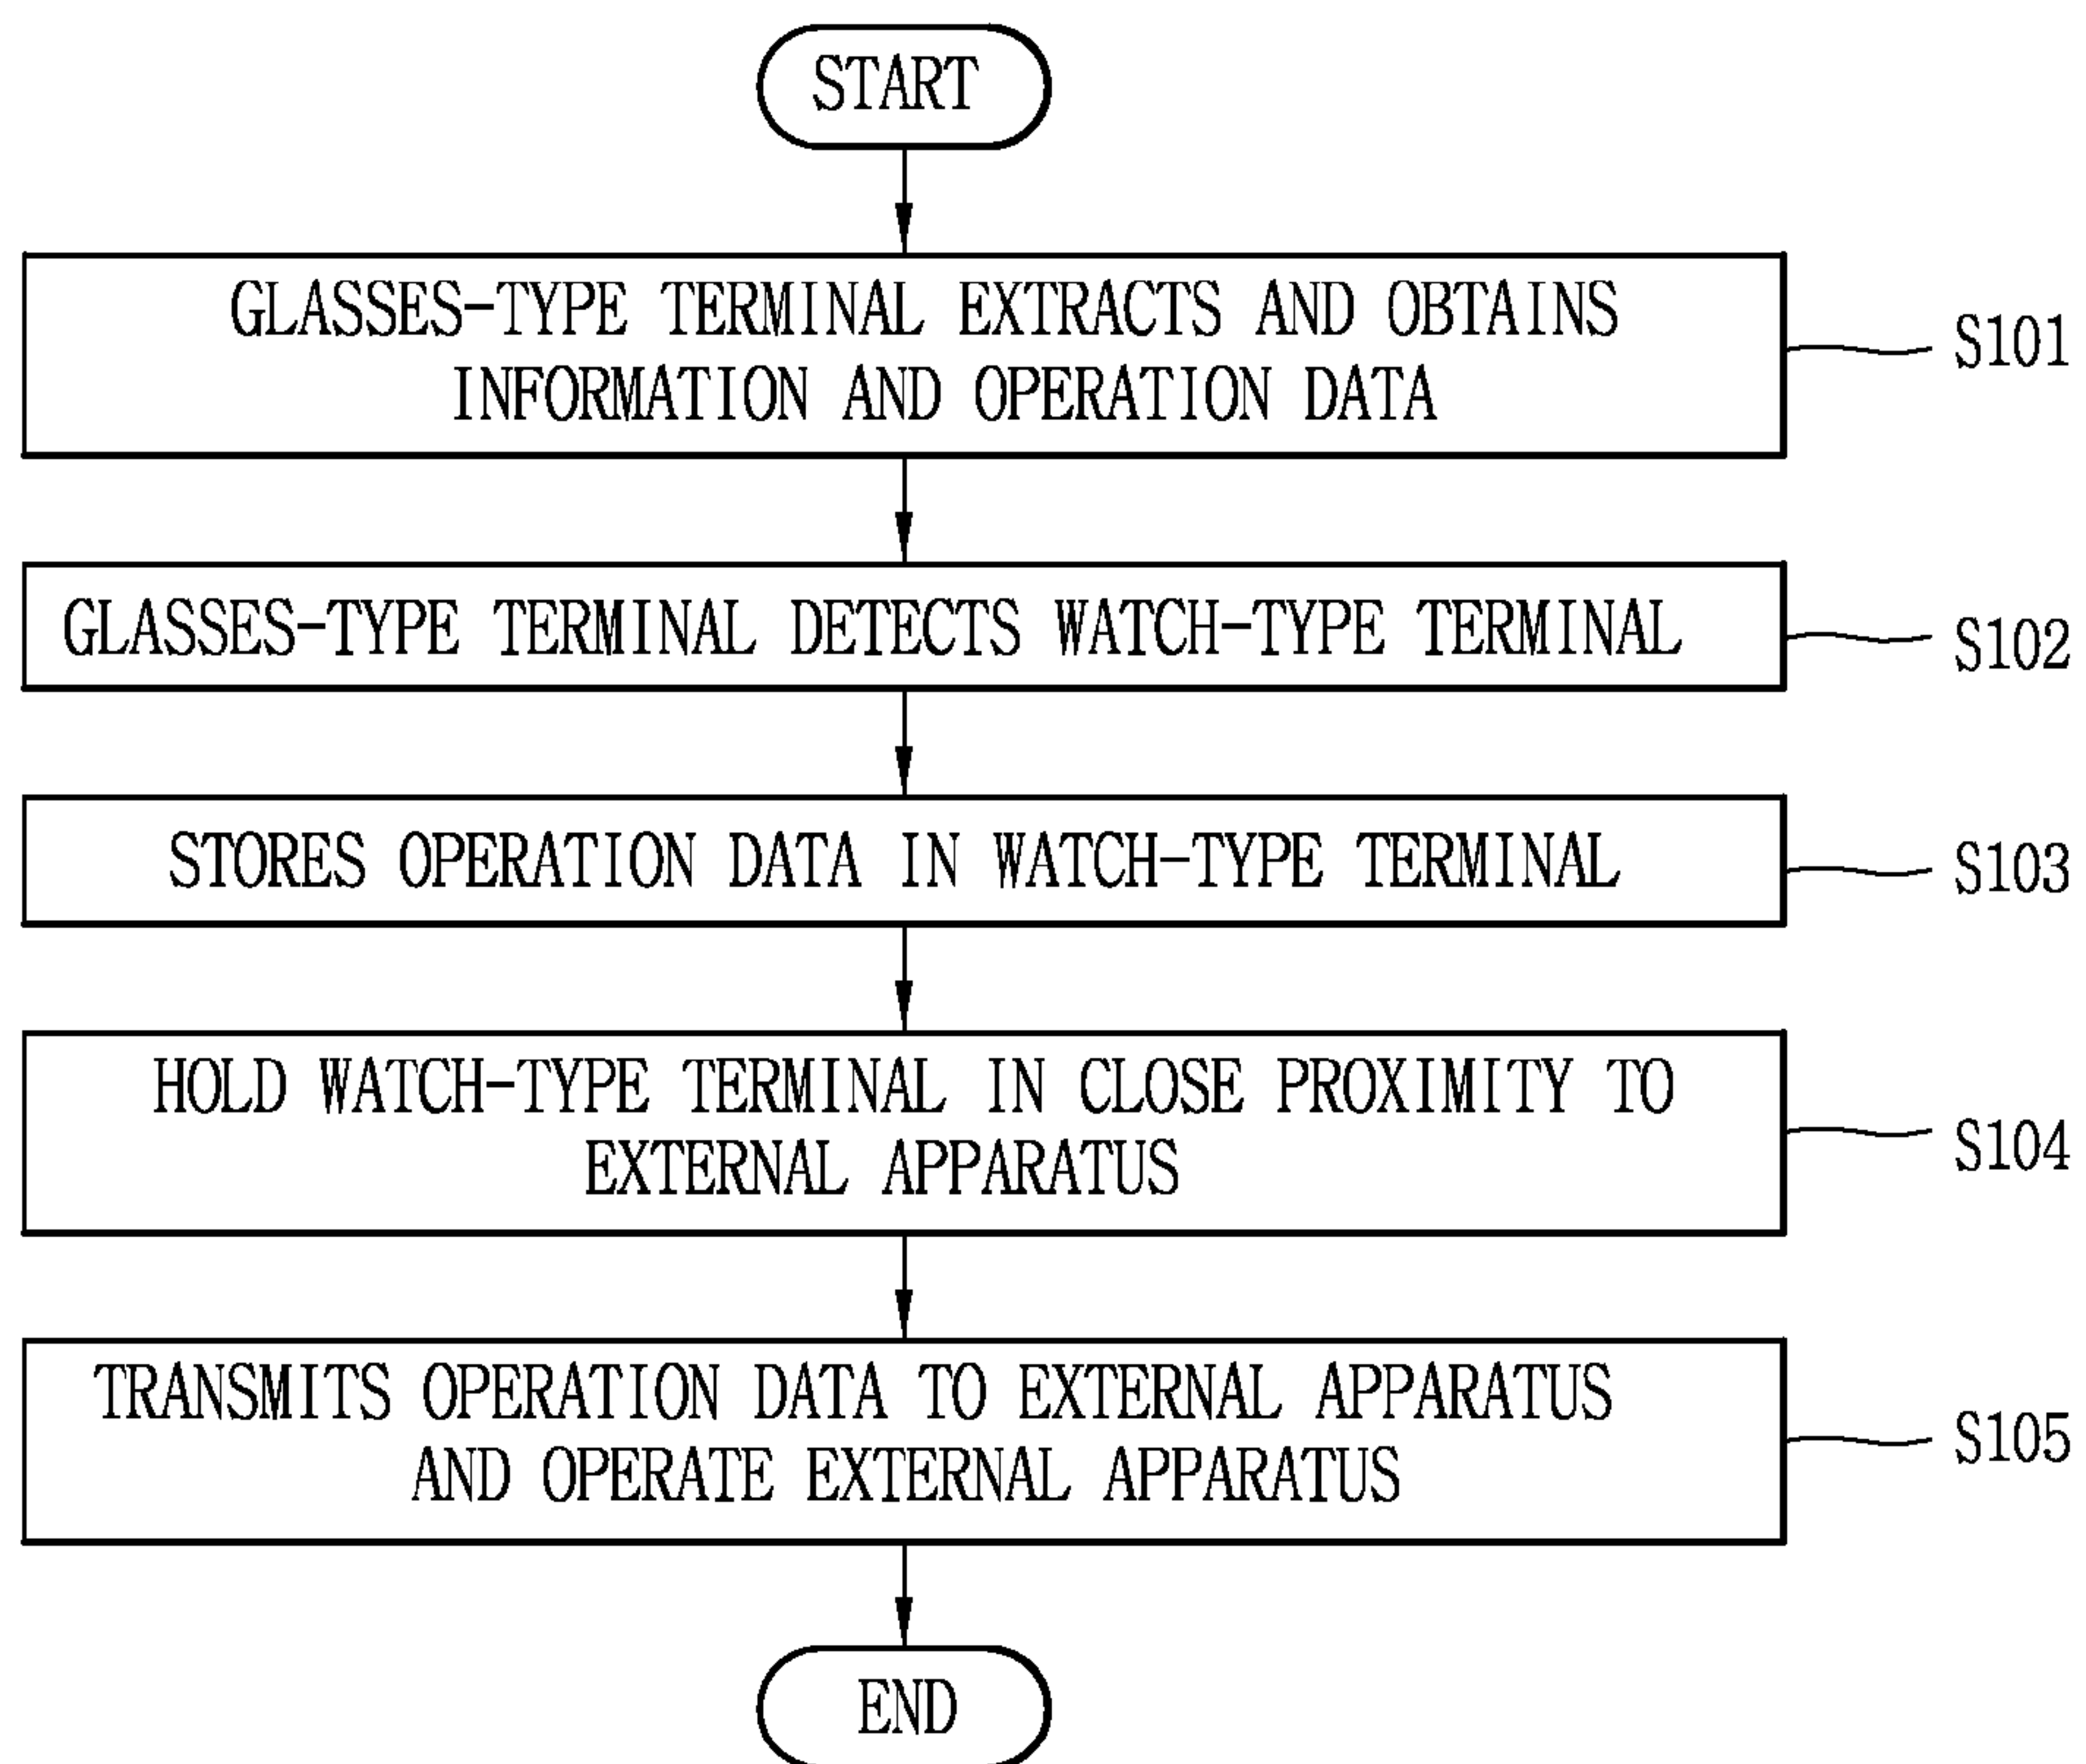 START
GLASSES-TYPE TERMINAL EXTRACTS AND OBTAINS
INFORMATION AND OPERATION DATA
S101
GLASSES-TYPE TERMINAL DETECTS WATCH-TYPE TERMINAL
S102
STORES OPERATION DATA IN WATCH-TYPE TERMINAL
S103
HOLD WATCH-TYPE TERMINAL IN CLOSE PROXIMITY TO
EXTERNAL APPARATUS
S104
TRANSMITS OPERATION DATA TO EXTERNAL APPARATUS
AND OPERATE EXTERNAL APPARATUS
S105
END